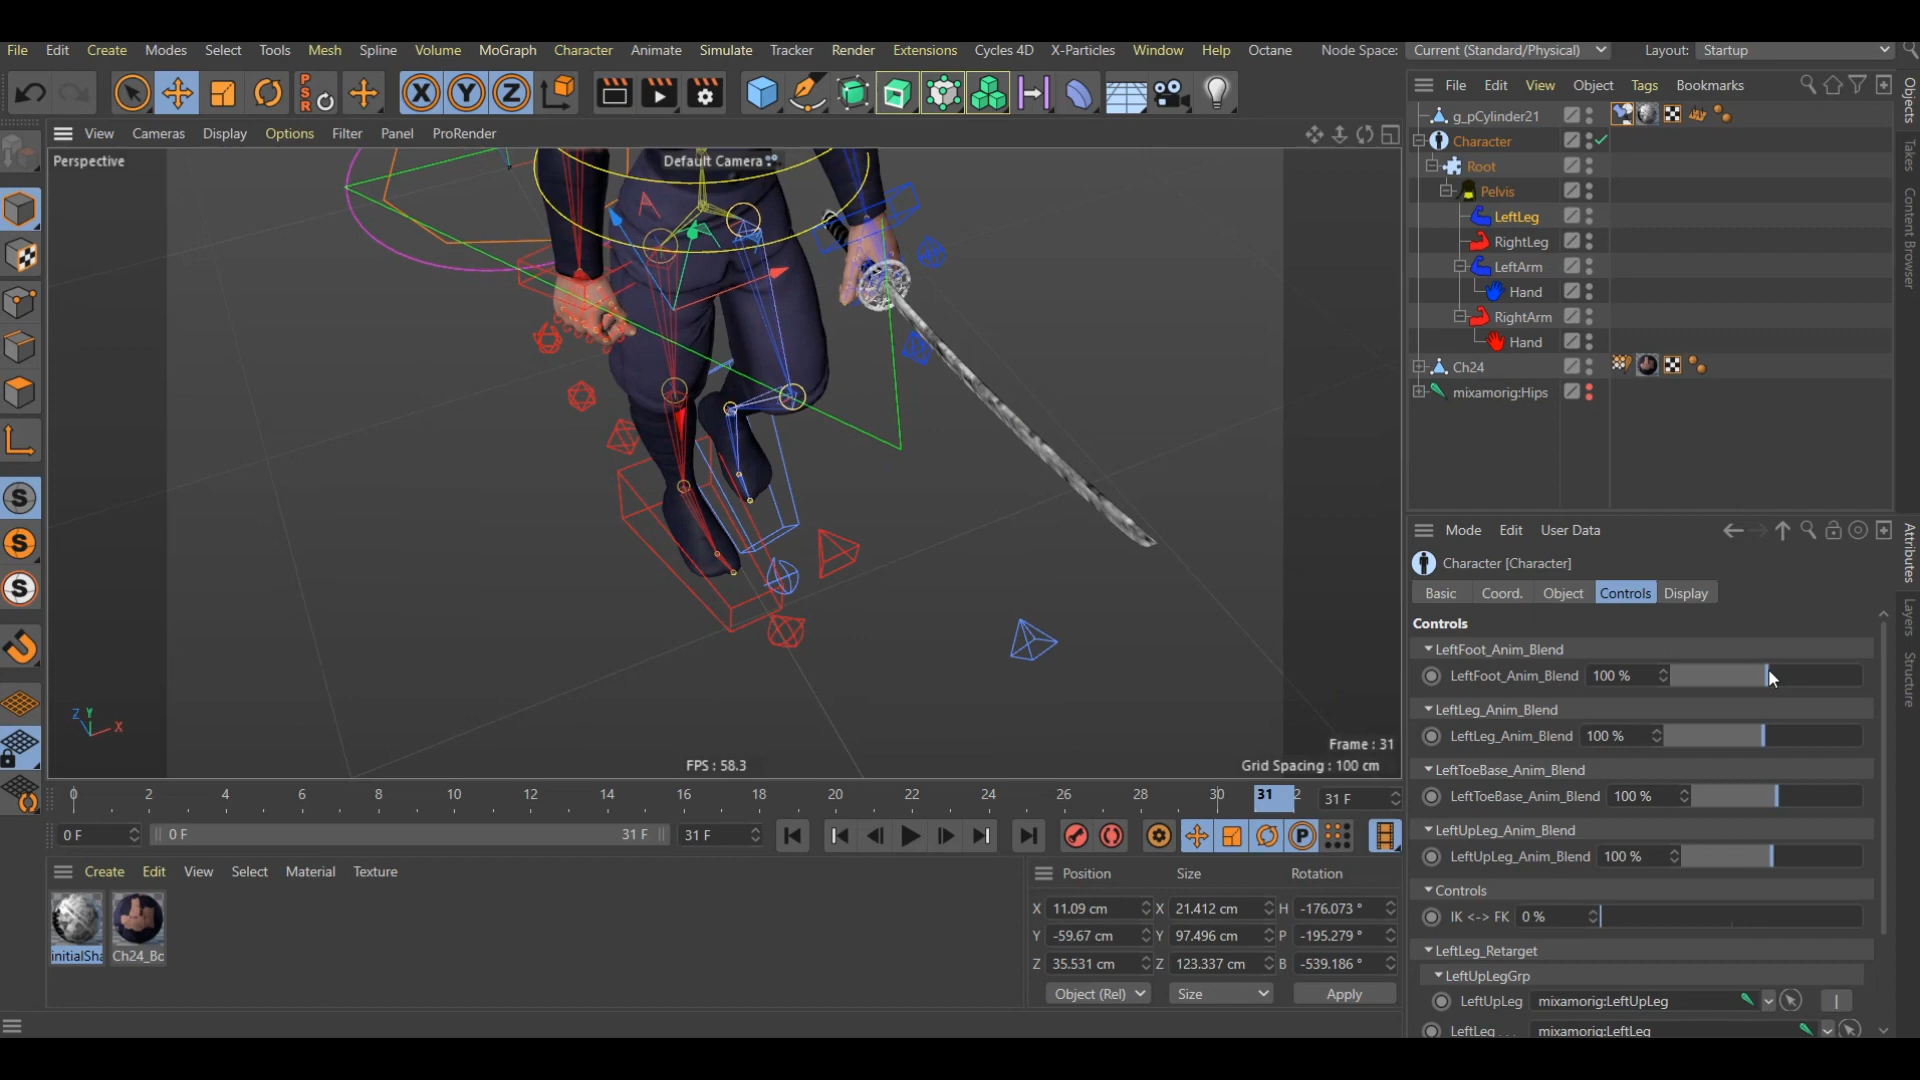 File Edit Create Modes Select Tools Mesh Spline Volume MoGraph Character Animate Simulate Tracker Render Extensions Cycles 4D X-Particles Window Help Octane Node Space: Current (Standard/Physical) Layout: Startup
PSR X Y Z
File Edit View Object Tags Bookmarks
Objects
Takes
Content Browser
View Cameras Display Options Filter Panel ProRender
Perspective
Default Camera
g_pCylinder21
Character
Root
Pelvis
LeftLeg
RightLeg
LeftArm
Hand
RightArm
Hand
Ch24
mixamorig:Hips
S
S
S
Z Y X
Frame : 31
FPS : 58.3
Grid Spacing : 100 cm
Mode Edit User Data
Attributes
Layers
Structure
Character [Character]
Basic Coord. Object Controls Display
Controls
LeftFoot_Anim_Blend
LeftFoot_Anim_Blend 100 %
LeftLeg_Anim_Blend
LeftLeg_Anim_Blend 100 %
LeftToeBase_Anim_Blend
LeftToeBase_Anim_Blend 100 %
LeftUpLeg_Anim_Blend
LeftUpLeg_Anim_Blend 100 %
Controls
IK <-> FK 0 %
LeftLeg_Retarget
LeftUpLegGrp
LeftUpLeg mixamorig:LeftUpLeg
LeftLeg . . . mixamorig:LeftLeg
0 2 4 6 8 10 12 14 16 18 20 22 24 26 28 30 31 2 31 F
0 F 0 F 31 F 31 F P
Create Edit View Select Material Texture
initialSha Ch24_Bc
Position Size Rotation
X 11.09 cm X 21.412 cm H -176.073 °
Y -59.67 cm Y 97.496 cm P -195.279 °
Z 35.531 cm Z 123.337 cm B -539.186 °
Object (Rel) Size Apply